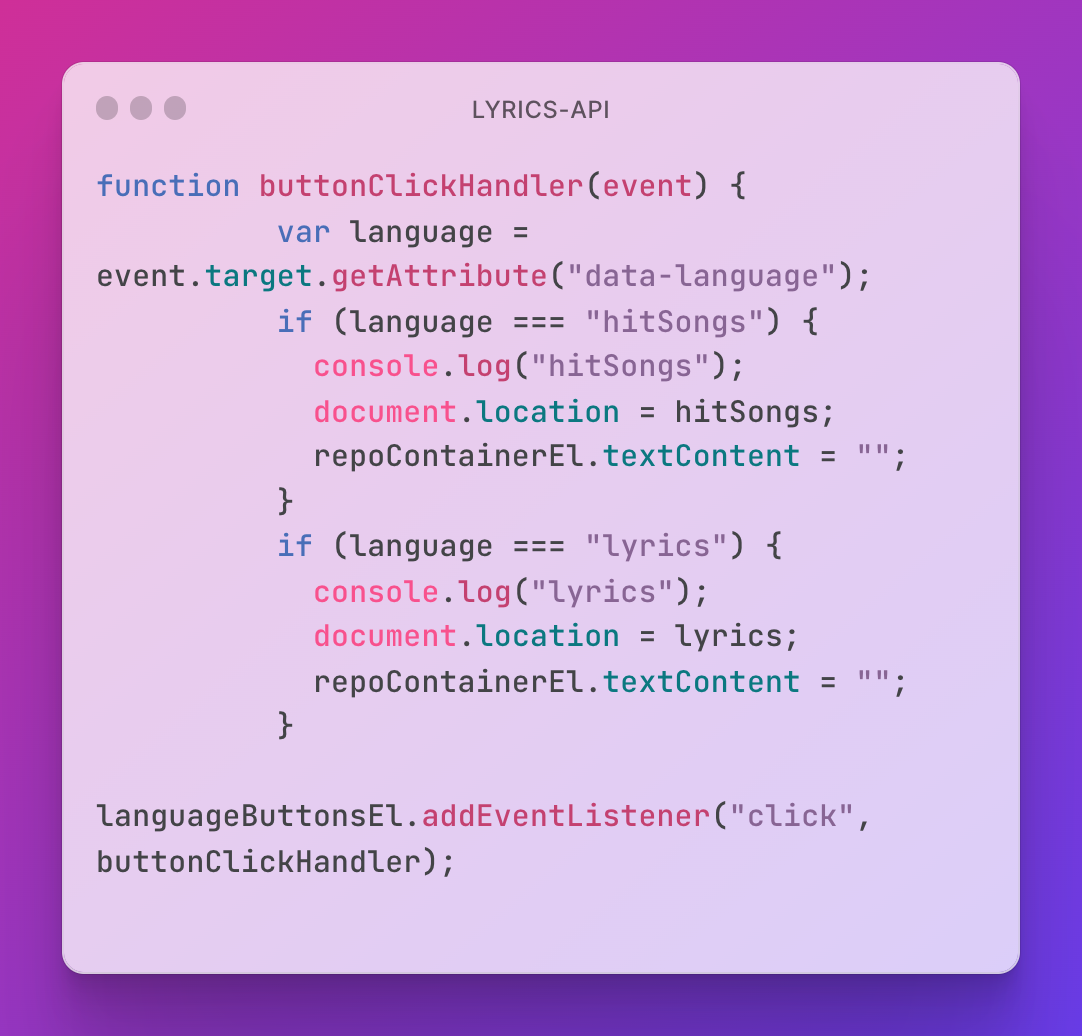 LYRICS-API
function buttonClickHandler(event) {
          var language =
event.target.getAttribute("data-language");
          if (language === "hitSongs") {
            console.log("hitSongs");
            document.location = hitSongs;
            repoContainerEl.textContent = "";
          }
          if (language === "lyrics") {
            console.log("lyrics");
            document.location = lyrics;
            repoContainerEl.textContent = "";
          }

languageButtonsEl.addEventListener("click",
buttonClickHandler);